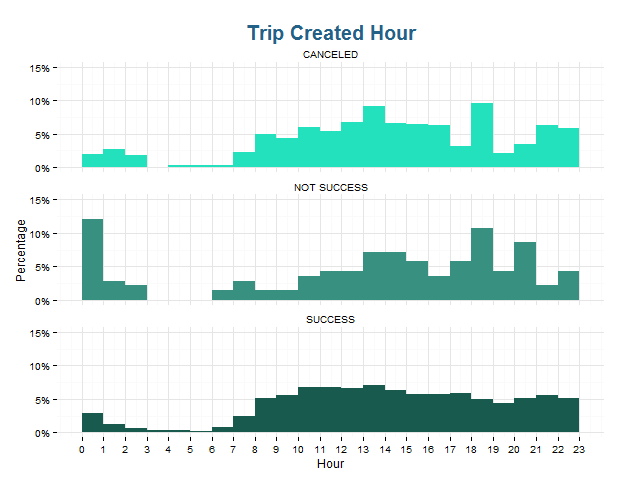 Trip Created Hour
CANCELED
15%
10%
5%
0%
NOT SUCCESS
15%
10%
5%
0%
Percentage
SUCCESS
15%
10%
5%
0%
0 1 2 3 4 5 6 7 8 9 10 11 12 13 14 15 16 17 18 19 20 21 22 23
Hour